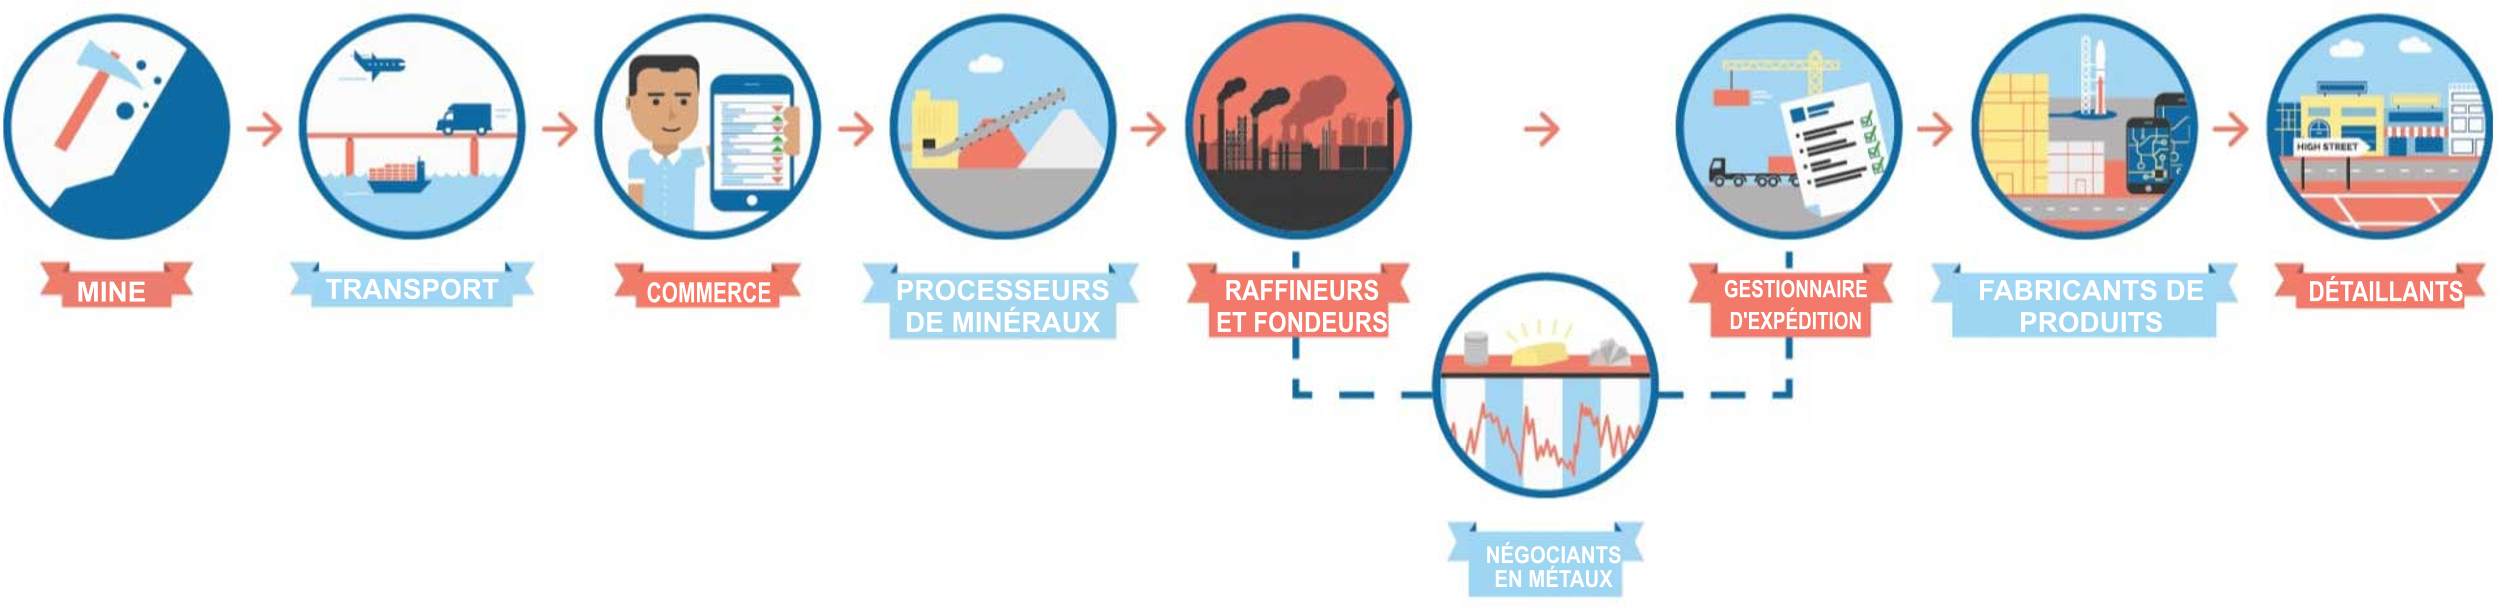 MINE
TRANSPORT
COMMERCE
PROCESSEURS
DE MINÉRAUX
RAFFINEURS
ET FONDEURS
NÉGOCIANTS
EN MÉTAUX
GESTIONNAIRE
D'EXPÉDITION
FABRICANTS DE
PRODUITS
HIGH STREET
DÉTAILLANTS